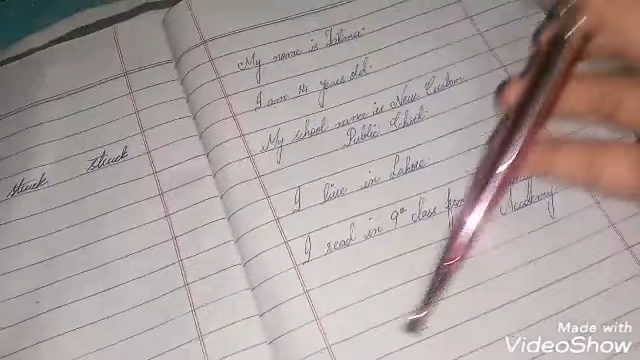 stuck stuck
My name is
I am 14 years old.
My school name is New Custom
Public School.
I live in Lahore.
I read in 9th class from
Academy.
Made with
VideoShow